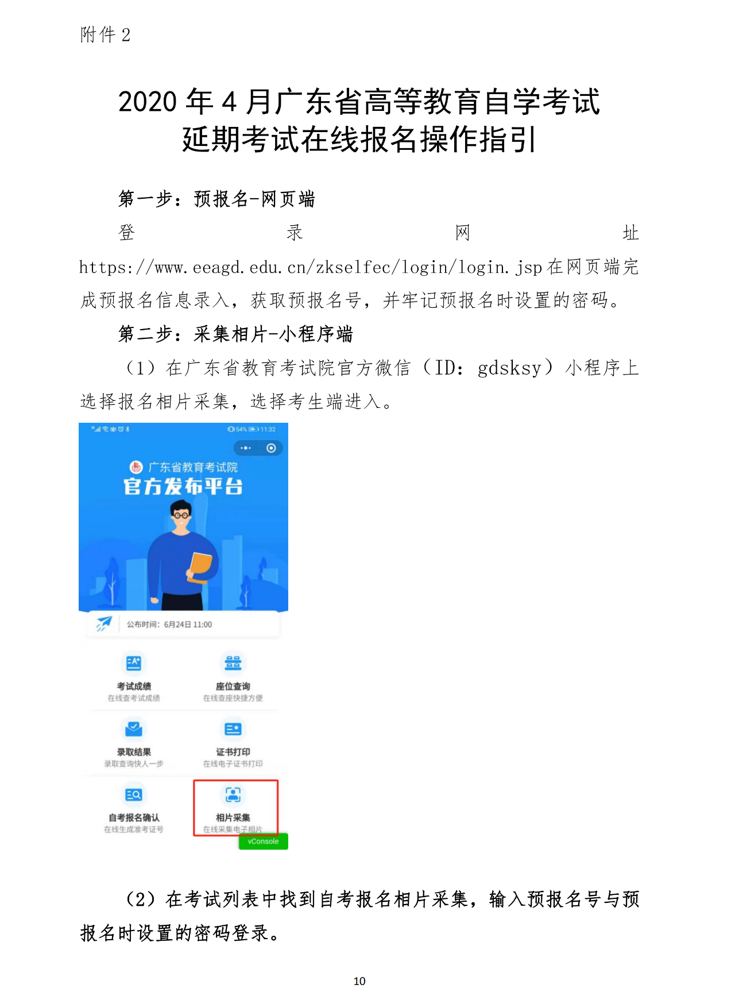 附件 2
2020 年 4 月广东省高等教育自学考试
延期考试在线报名操作指引
第一步：预报名-网页端
登录网址
https://www.eeagd.edu.cn/zkselfec/login/login.jsp 在网页端完
成预报名信息录入，获取预报名号，并牢记预报名时设置的密码。
第二步：采集相片-小程序端
（1）在广东省教育考试院官方微信（ID：gdsksy）小程序上
选择报名相片采集，选择考生端进入。
54% 11:32
广东省教育考试院
官方发布平台
公布时间：6月24日 11:00
考试成绩 座位查询
在线查考试成绩 在线查座快捷方便
录取结果 证书打印
录取查询快人一步 在线电子证书打印
自考报名确认 相片采集
在线生成准考证号 在线采集电子相片
vConsole
（2）在考试列表中找到自考报名相片采集，输入预报名号与预
报名时设置的密码登录。
10